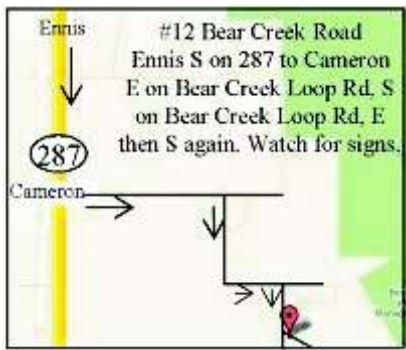 Ennis
#12 Bear Creek Road
Ennis S on 287 to Cameron
E on Bear Creek Loop Rd, S
on Bear Creek Loop Rd, E
then S again. Watch for signs.
287
Cameron